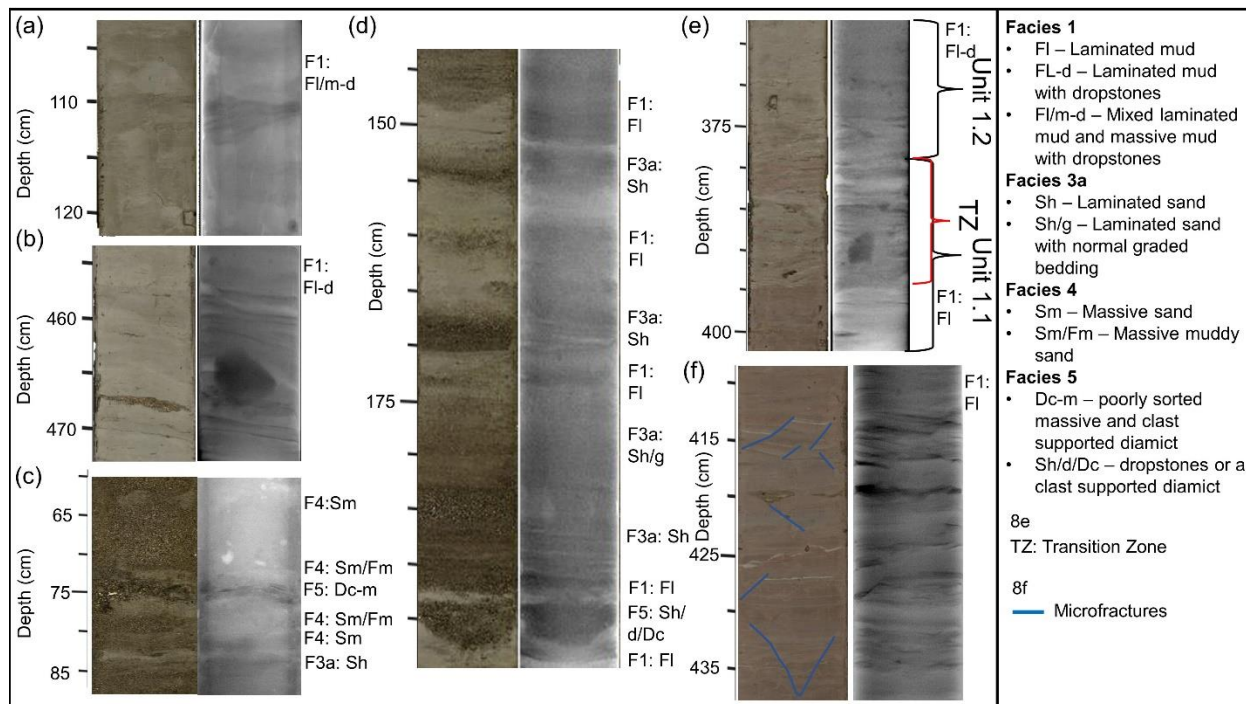 (a)
Depth (cm)
110
120
F1:
Fl/m-d
(b)
Depth (cm)
460
470
F1:
Fl-d
(c)
Depth (cm)
65
75
85
F4:Sm
F4: Sm/Fm
F5: Dc-m
F4: Sm/Fm
F4: Sm
F3a: Sh
(d)
Depth (cm)
150
175
F1:
Fl
F3a:
Sh
F1:
Fl
F3a:
Sh
F1:
Fl
F3a:
Sh/g
F3a: Sh
F1: Fl
F5: Sh/
d/Dc
F1: Fl
(e)
Depth (cm)
375
400
F1:
Fl-d
Unit 1.2
TZ
Unit 1.1
F1:
Fl
(f)
Depth (cm)
415
425
435
F1:
Fl
Facies 1
• Fl – Laminated mud
• FL-d – Laminated mud
with dropstones
• Fl/m-d – Mixed laminated
mud and massive mud
with dropstones
Facies 3a
• Sh – Laminated sand
• Sh/g – Laminated sand
with normal graded
bedding
Facies 4
• Sm – Massive sand
• Sm/Fm – Massive muddy
sand
Facies 5
• Dc-m – poorly sorted
massive and clast
supported diamict
• Sh/d/Dc – dropstones or a
clast supported diamict
8e
TZ: Transition Zone
8f
Microfractures